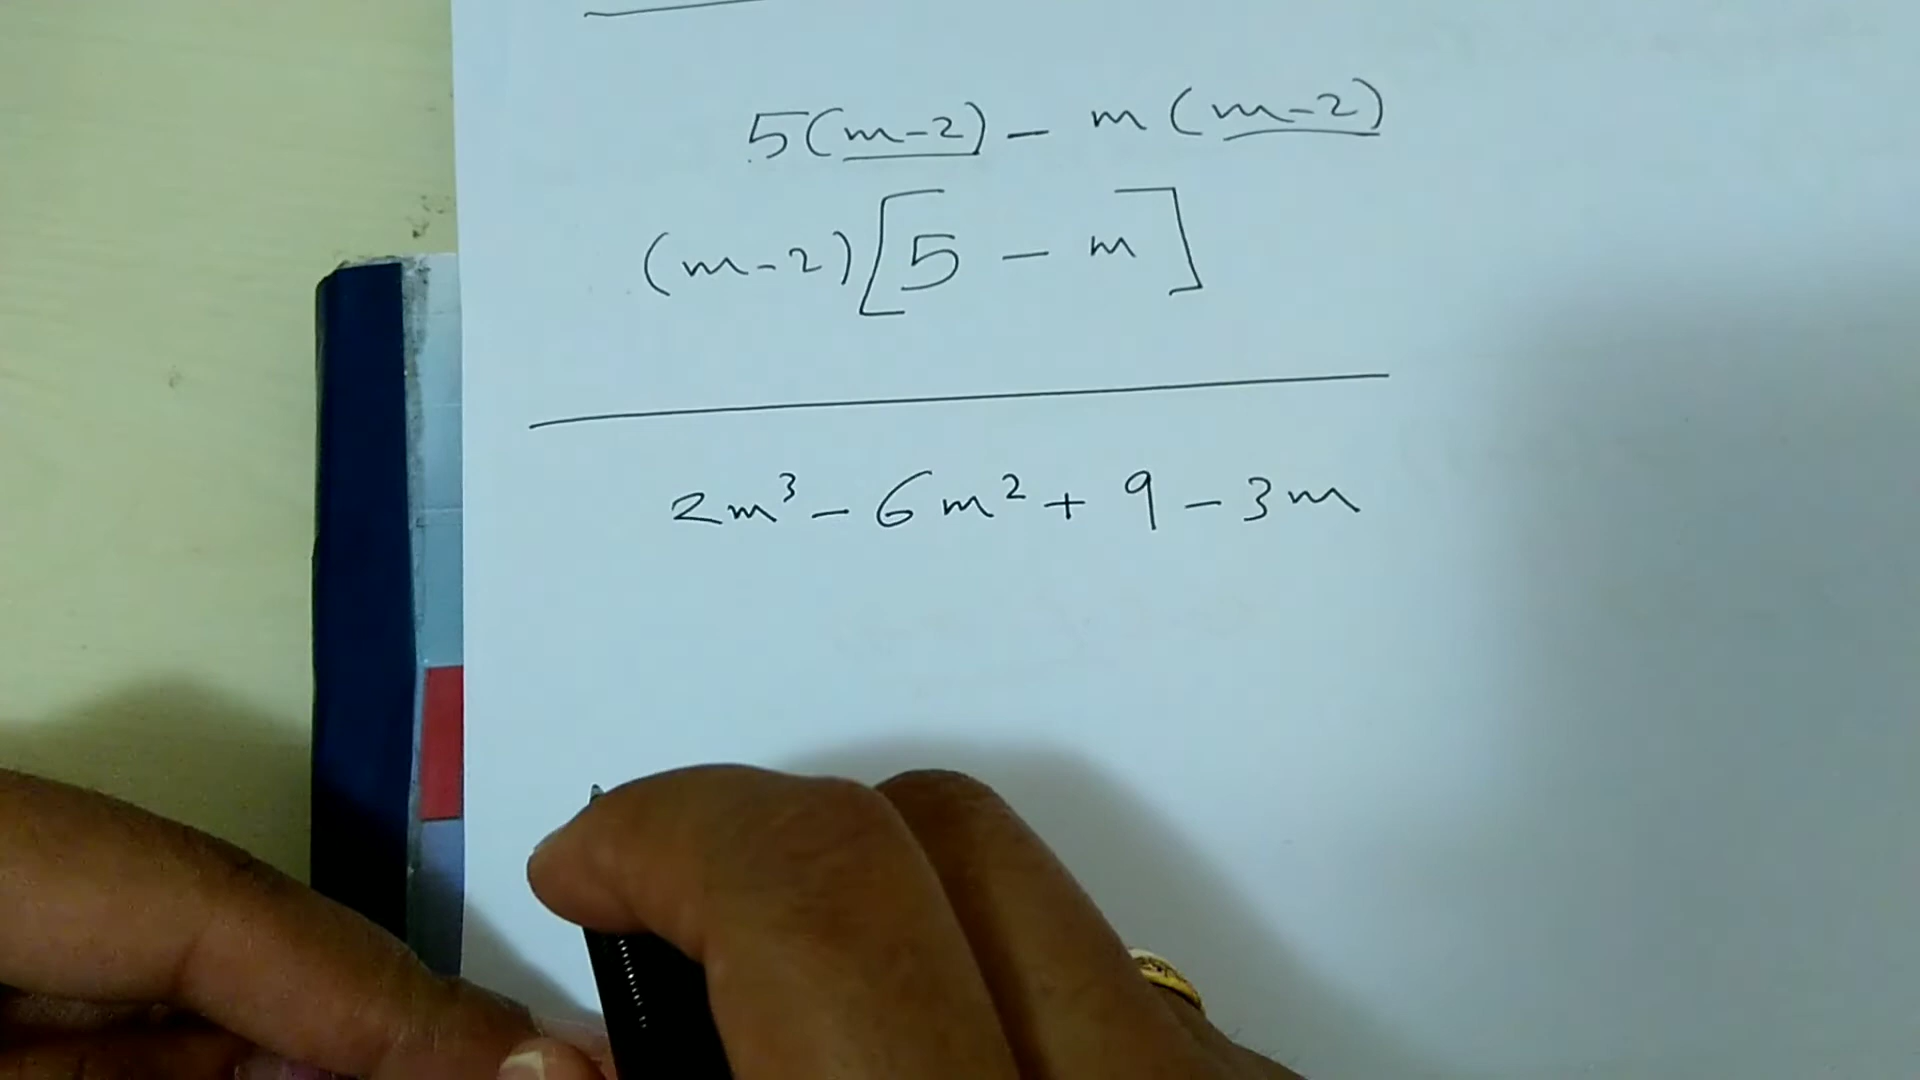 5(m-2) - m(m-2)
(m-2)[5 - m]
2m³ - 6m² + 9 - 3m